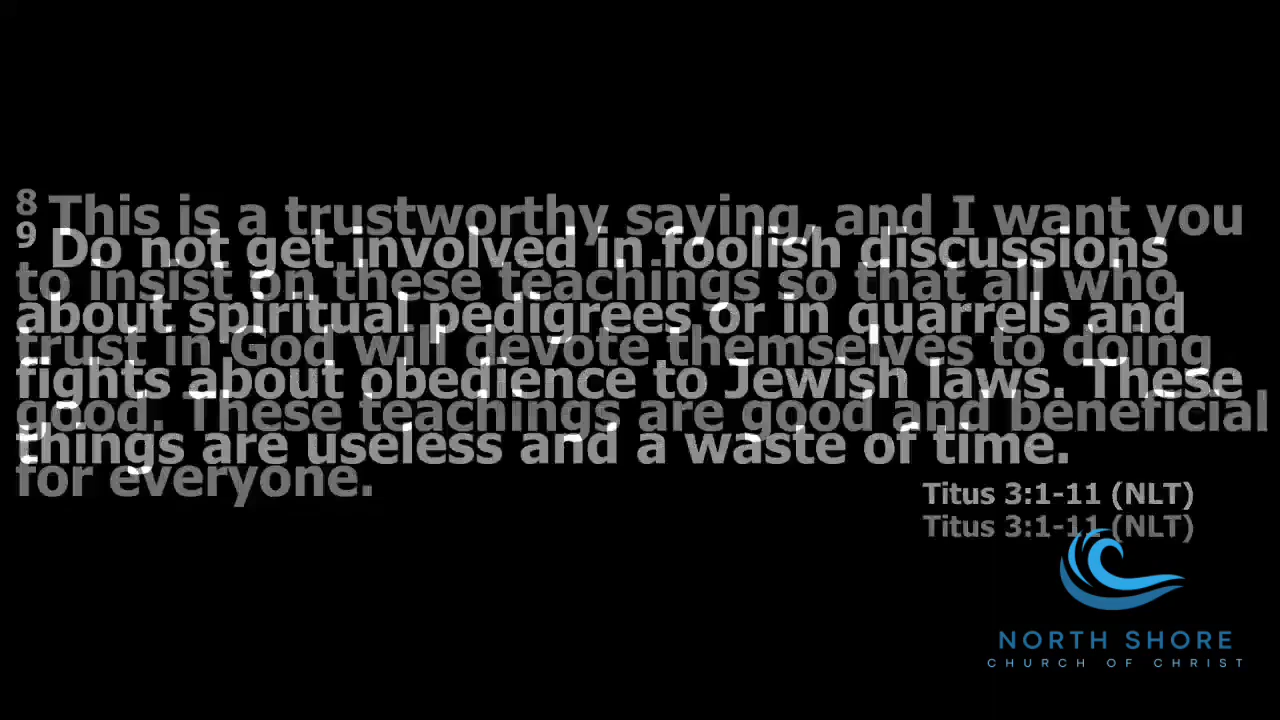 8 This is a trustworthy saying, and I want you
to insist on these teachings so that all who
trust in God will devote themselves to doing
good. These teachings are good and beneficial
for everyone.
Titus 3:1-11 (NLT)
9 Do not get involved in foolish discussions
about spiritual pedigrees or in quarrels and
fights about obedience to Jewish laws. These
things are useless and a waste of time.
Titus 3:1-11 (NLT)
NORTH SHORE
CHURCH OF CHRIST